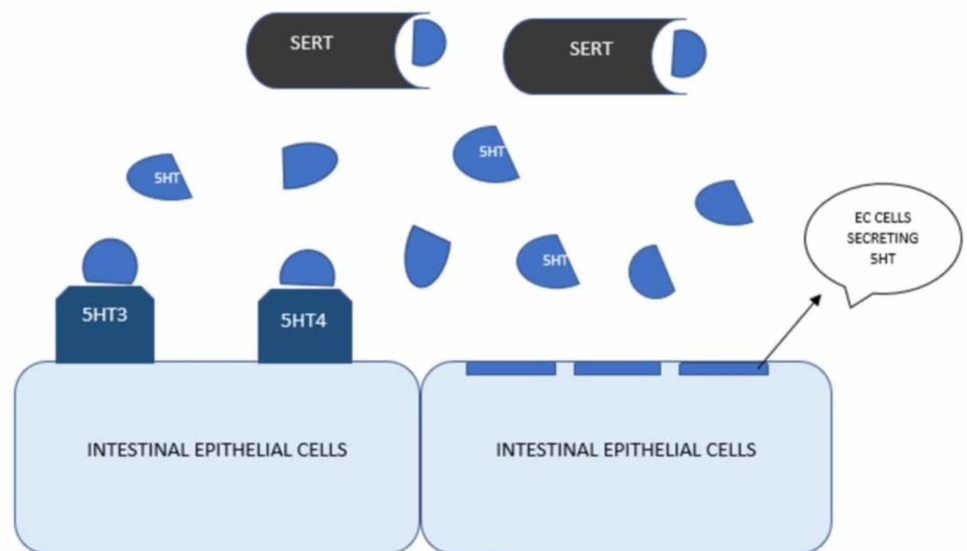 SERT
SERT
5HT
5HT
5HT
5HT3
5HT4
EC CELLS
SECRETING
5HT
INTESTINAL EPITHELIAL CELLS
INTESTINAL EPITHELIAL CELLS